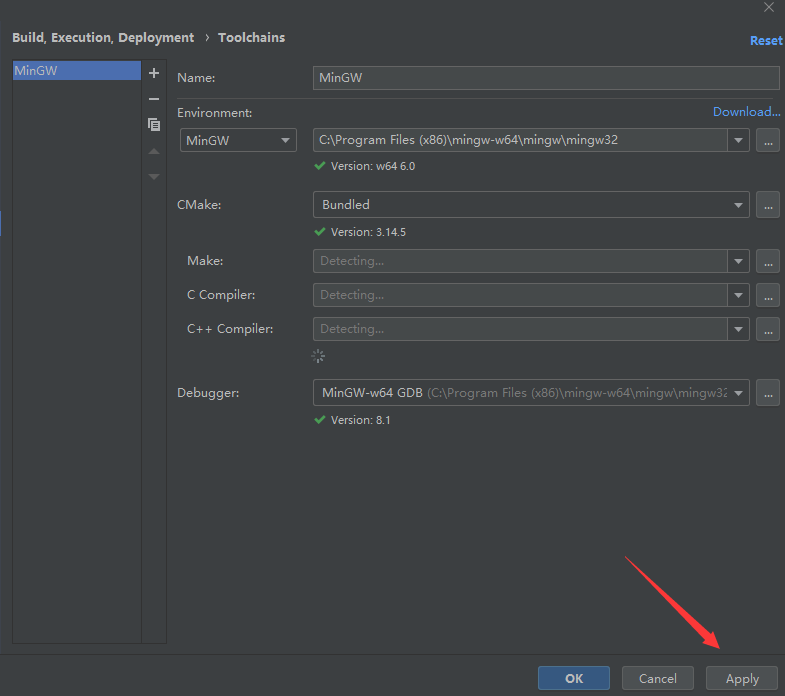 Build, Execution, Deployment › Toolchains
Reset
MinGW
Name:
MinGW
Environment:
Download...
MinGW
C:\Program Files (x86)\mingw-w64\mingw\mingw32
...
Version: w64 6.0
CMake:
Bundled
...
Version: 3.14.5
Make:
Detecting...
...
C Compiler:
Detecting...
...
C++ Compiler:
Detecting...
...
Debugger:
MinGW-w64 GDB (C:\Program Files (x86)\mingw-w64\mingw\mingw32
...
Version: 8.1
OK
Cancel
Apply